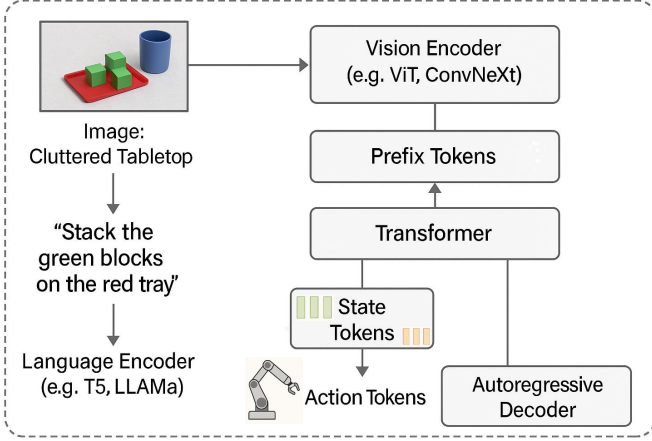 Image:
Cluttered Tabletop
“Stack the
green blocks
on the red tray”
Language Encoder
(e.g. T5, LLAMa)
Vision Encoder
(e.g. ViT, ConvNeXt)
Prefix Tokens
Transformer
State
Tokens
Action Tokens
Autoregressive
Decoder